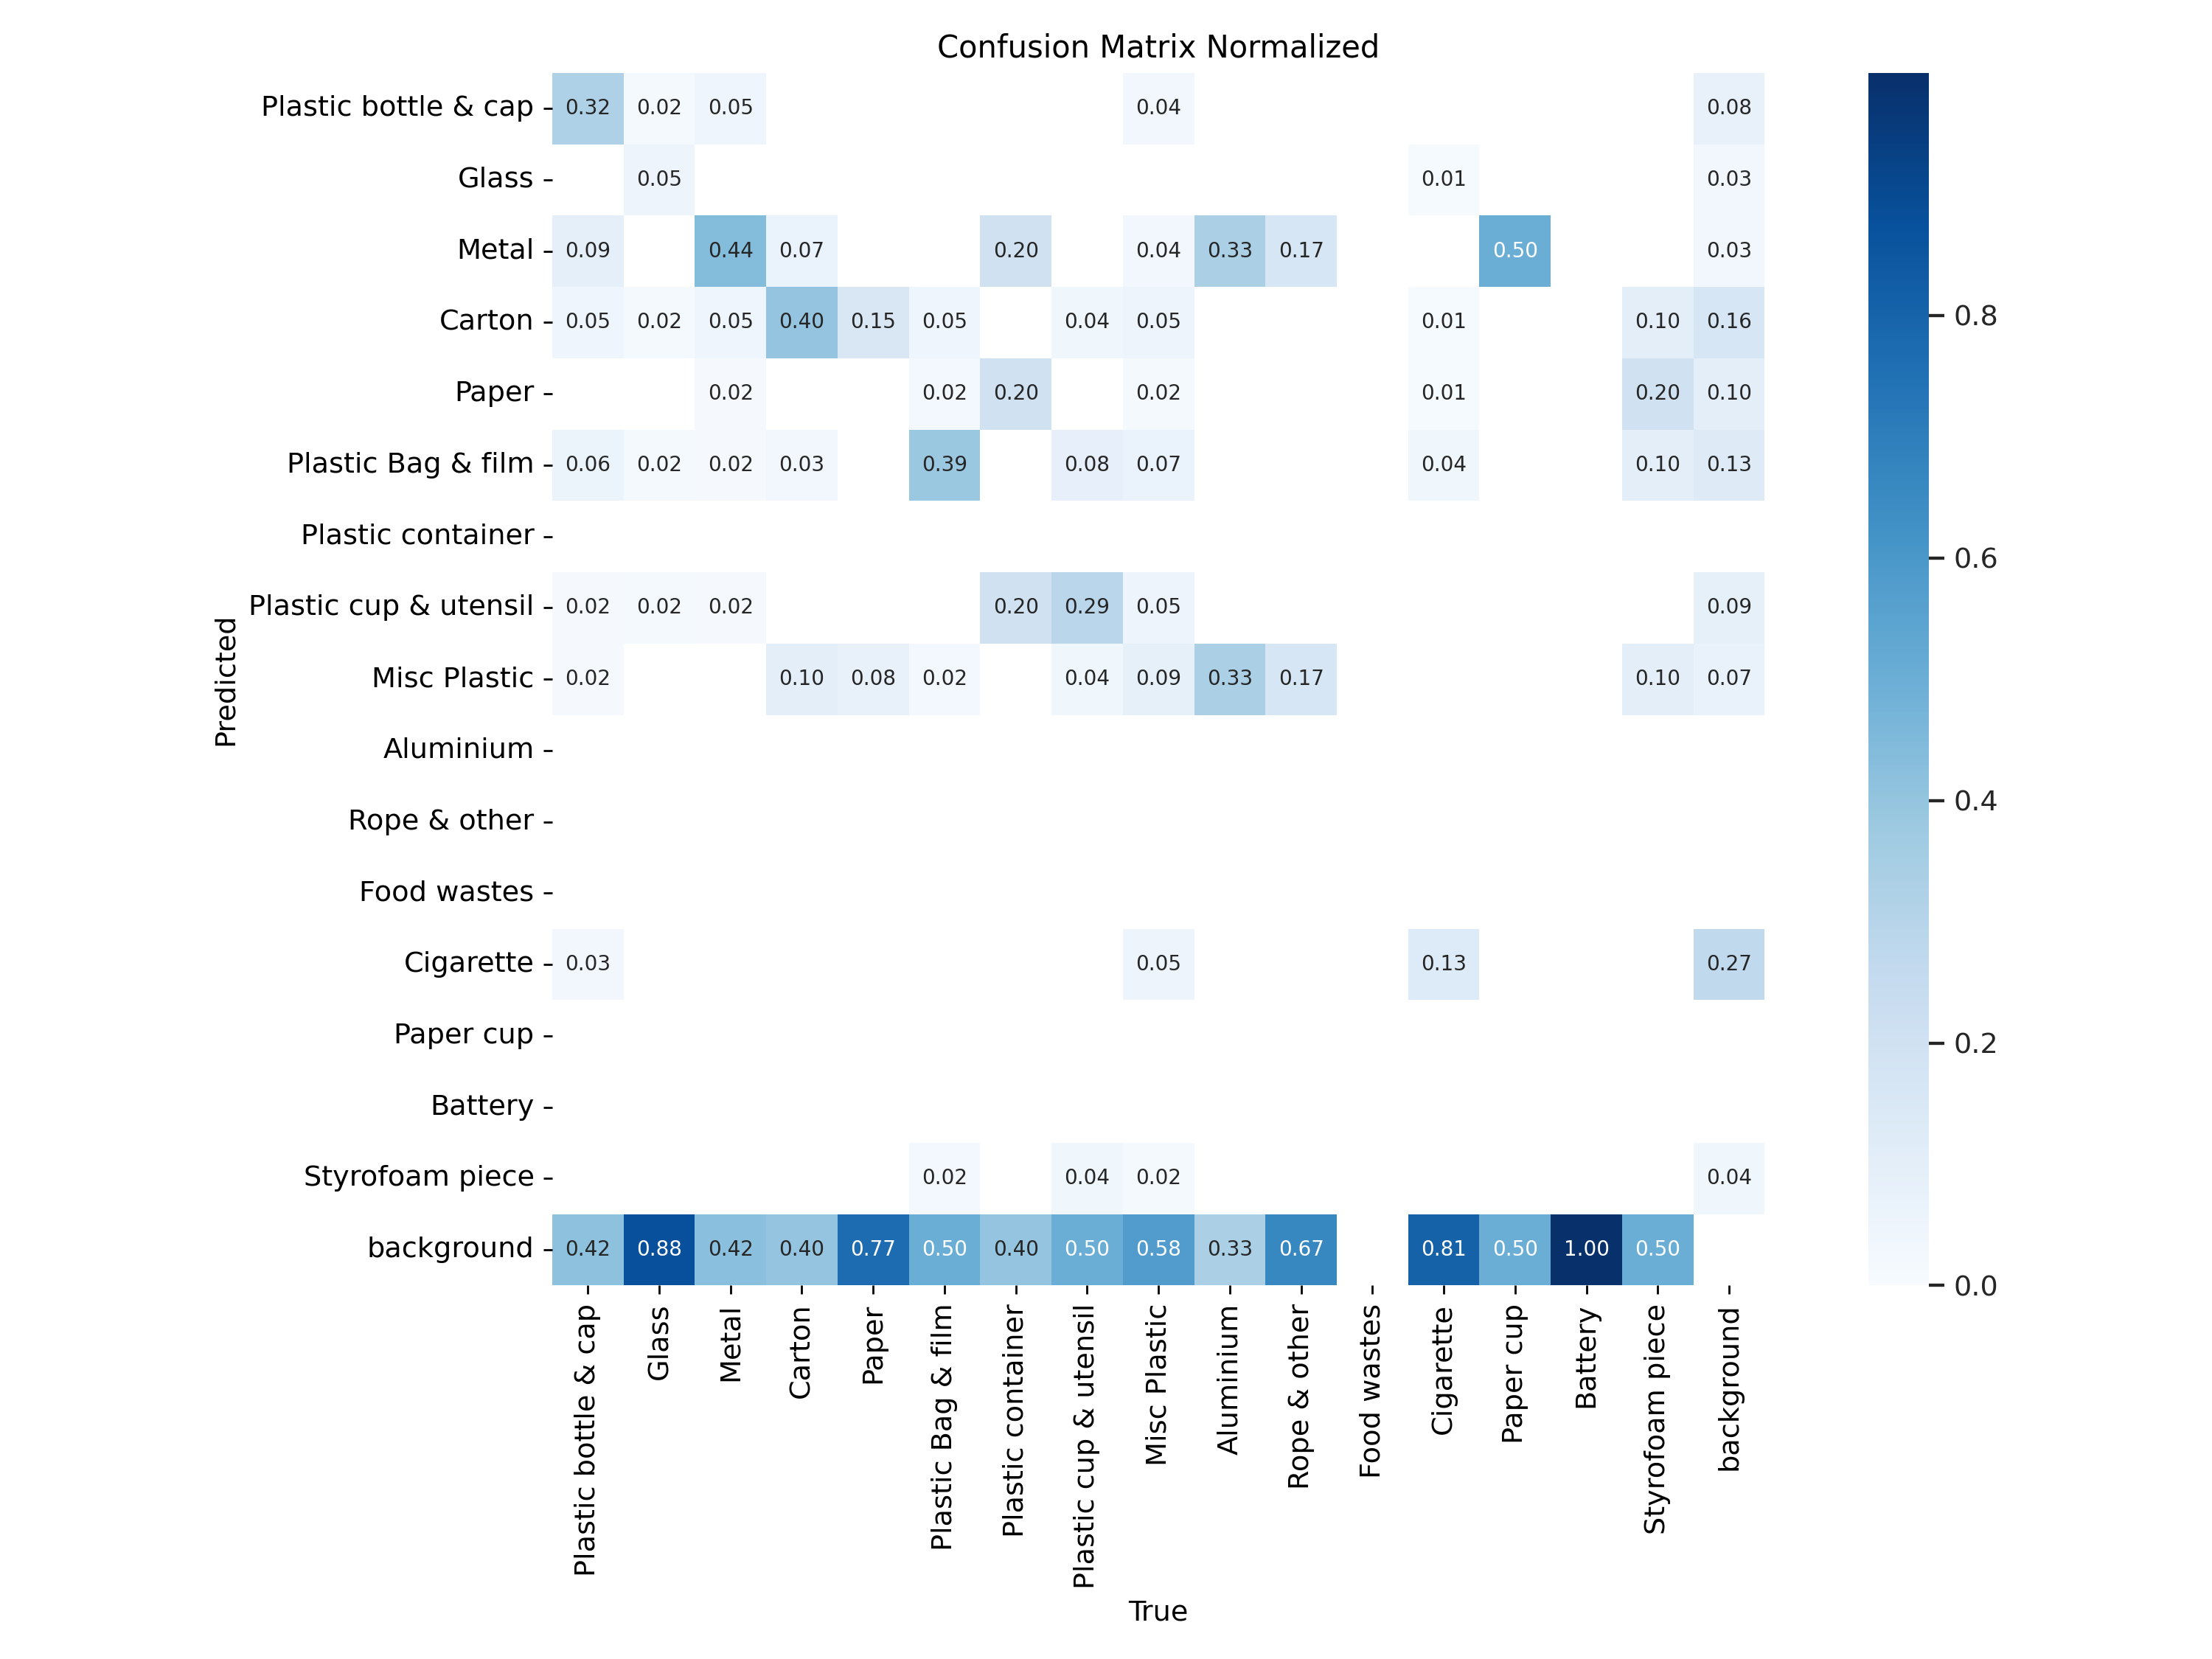 Confusion Matrix Normalized
Plastic bottle & cap 0.32 0.02 0.05 0.04 0.08
Glass 0.05 0.01 0.03
Metal 0.09 0.44 0.07 0.20 0.04 0.33 0.17 0.50 0.03
Carton 0.05 0.02 0.05 0.40 0.15 0.05 0.04 0.05 0.01 0.10 0.16
0.8
Paper 0.02 0.02 0.20 0.02 0.01 0.20 0.10
Plastic Bag & film 0.06 0.02 0.02 0.03 0.39 0.08 0.07 0.04 0.10 0.13
Plastic container
0.6
Plastic cup & utensil 0.02 0.02 0.02 0.20 0.29 0.05 0.09
Predicted
Misc Plastic 0.02 0.10 0.08 0.02 0.04 0.09 0.33 0.17 0.10 0.07
Aluminium
0.4
Rope & other
Food wastes
Cigarette 0.03 0.05 0.13 0.27
Paper cup
0.2
Battery
Styrofoam piece 0.02 0.04 0.02 0.04
background 0.42 0.88 0.42 0.40 0.77 0.50 0.40 0.50 0.58 0.33 0.67 0.81 0.50 1.00 0.50
0.0
Plastic bottle & cap
Glass
Metal
Carton
Paper
Plastic Bag & film
Plastic container
Plastic cup & utensil
Misc Plastic
Aluminium
Rope & other
Food wastes
Cigarette
Paper cup
Battery
Styrofoam piece
background
True